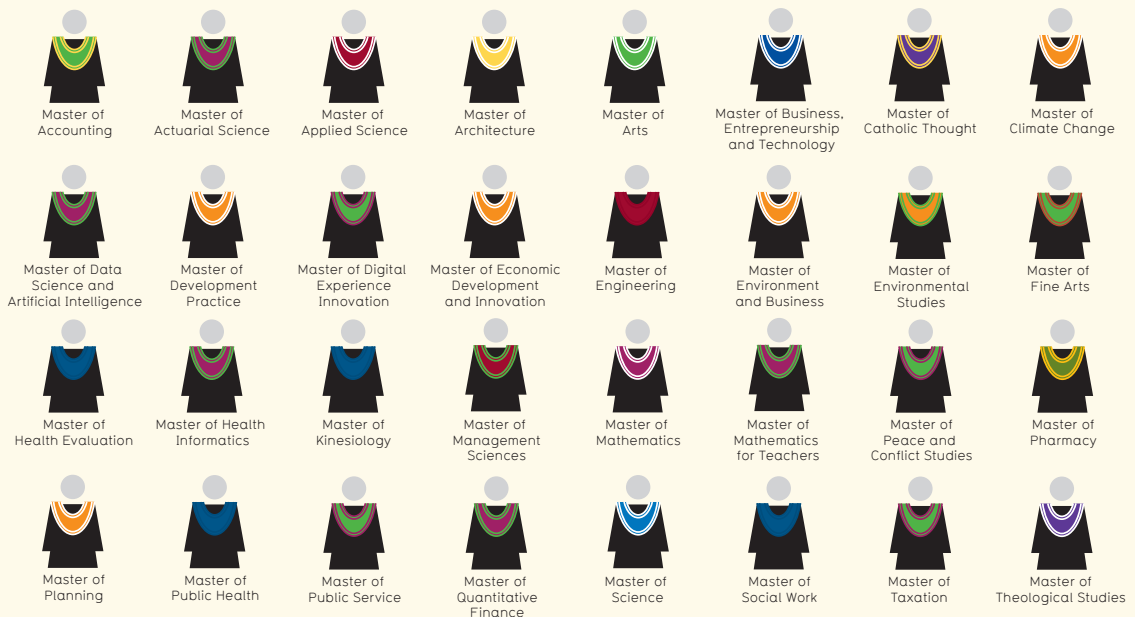 Master of
Accounting
Master of
Actuarial Science
Master of
Applied Science
Master of
Architecture
Master of
Arts
Master of Business,
Entrepreneurship
and Technology
Master of
Catholic Thought
Master of
Climate Change
Master of Data
Science and
Artificial Intelligence
Master of
Development
Practice
Master of Digital
Experience
Innovation
Master of Economic
Development
and Innovation
Master of
Engineering
Master of
Environment
and Business
Master of
Environmental
Studies
Master of
Fine Arts
Master of
Health Evaluation
Master of Health
Informatics
Master of
Kinesiology
Master of
Management
Sciences
Master of
Mathematics
Master of
Mathematics
for Teachers
Master of
Peace and
Conflict Studies
Master of
Pharmacy
Master of
Planning
Master of
Public Health
Master of
Public Service
Master of
Quantitative
Finance
Master of
Science
Master of
Social Work
Master of
Taxation
Master of
Theological Studies